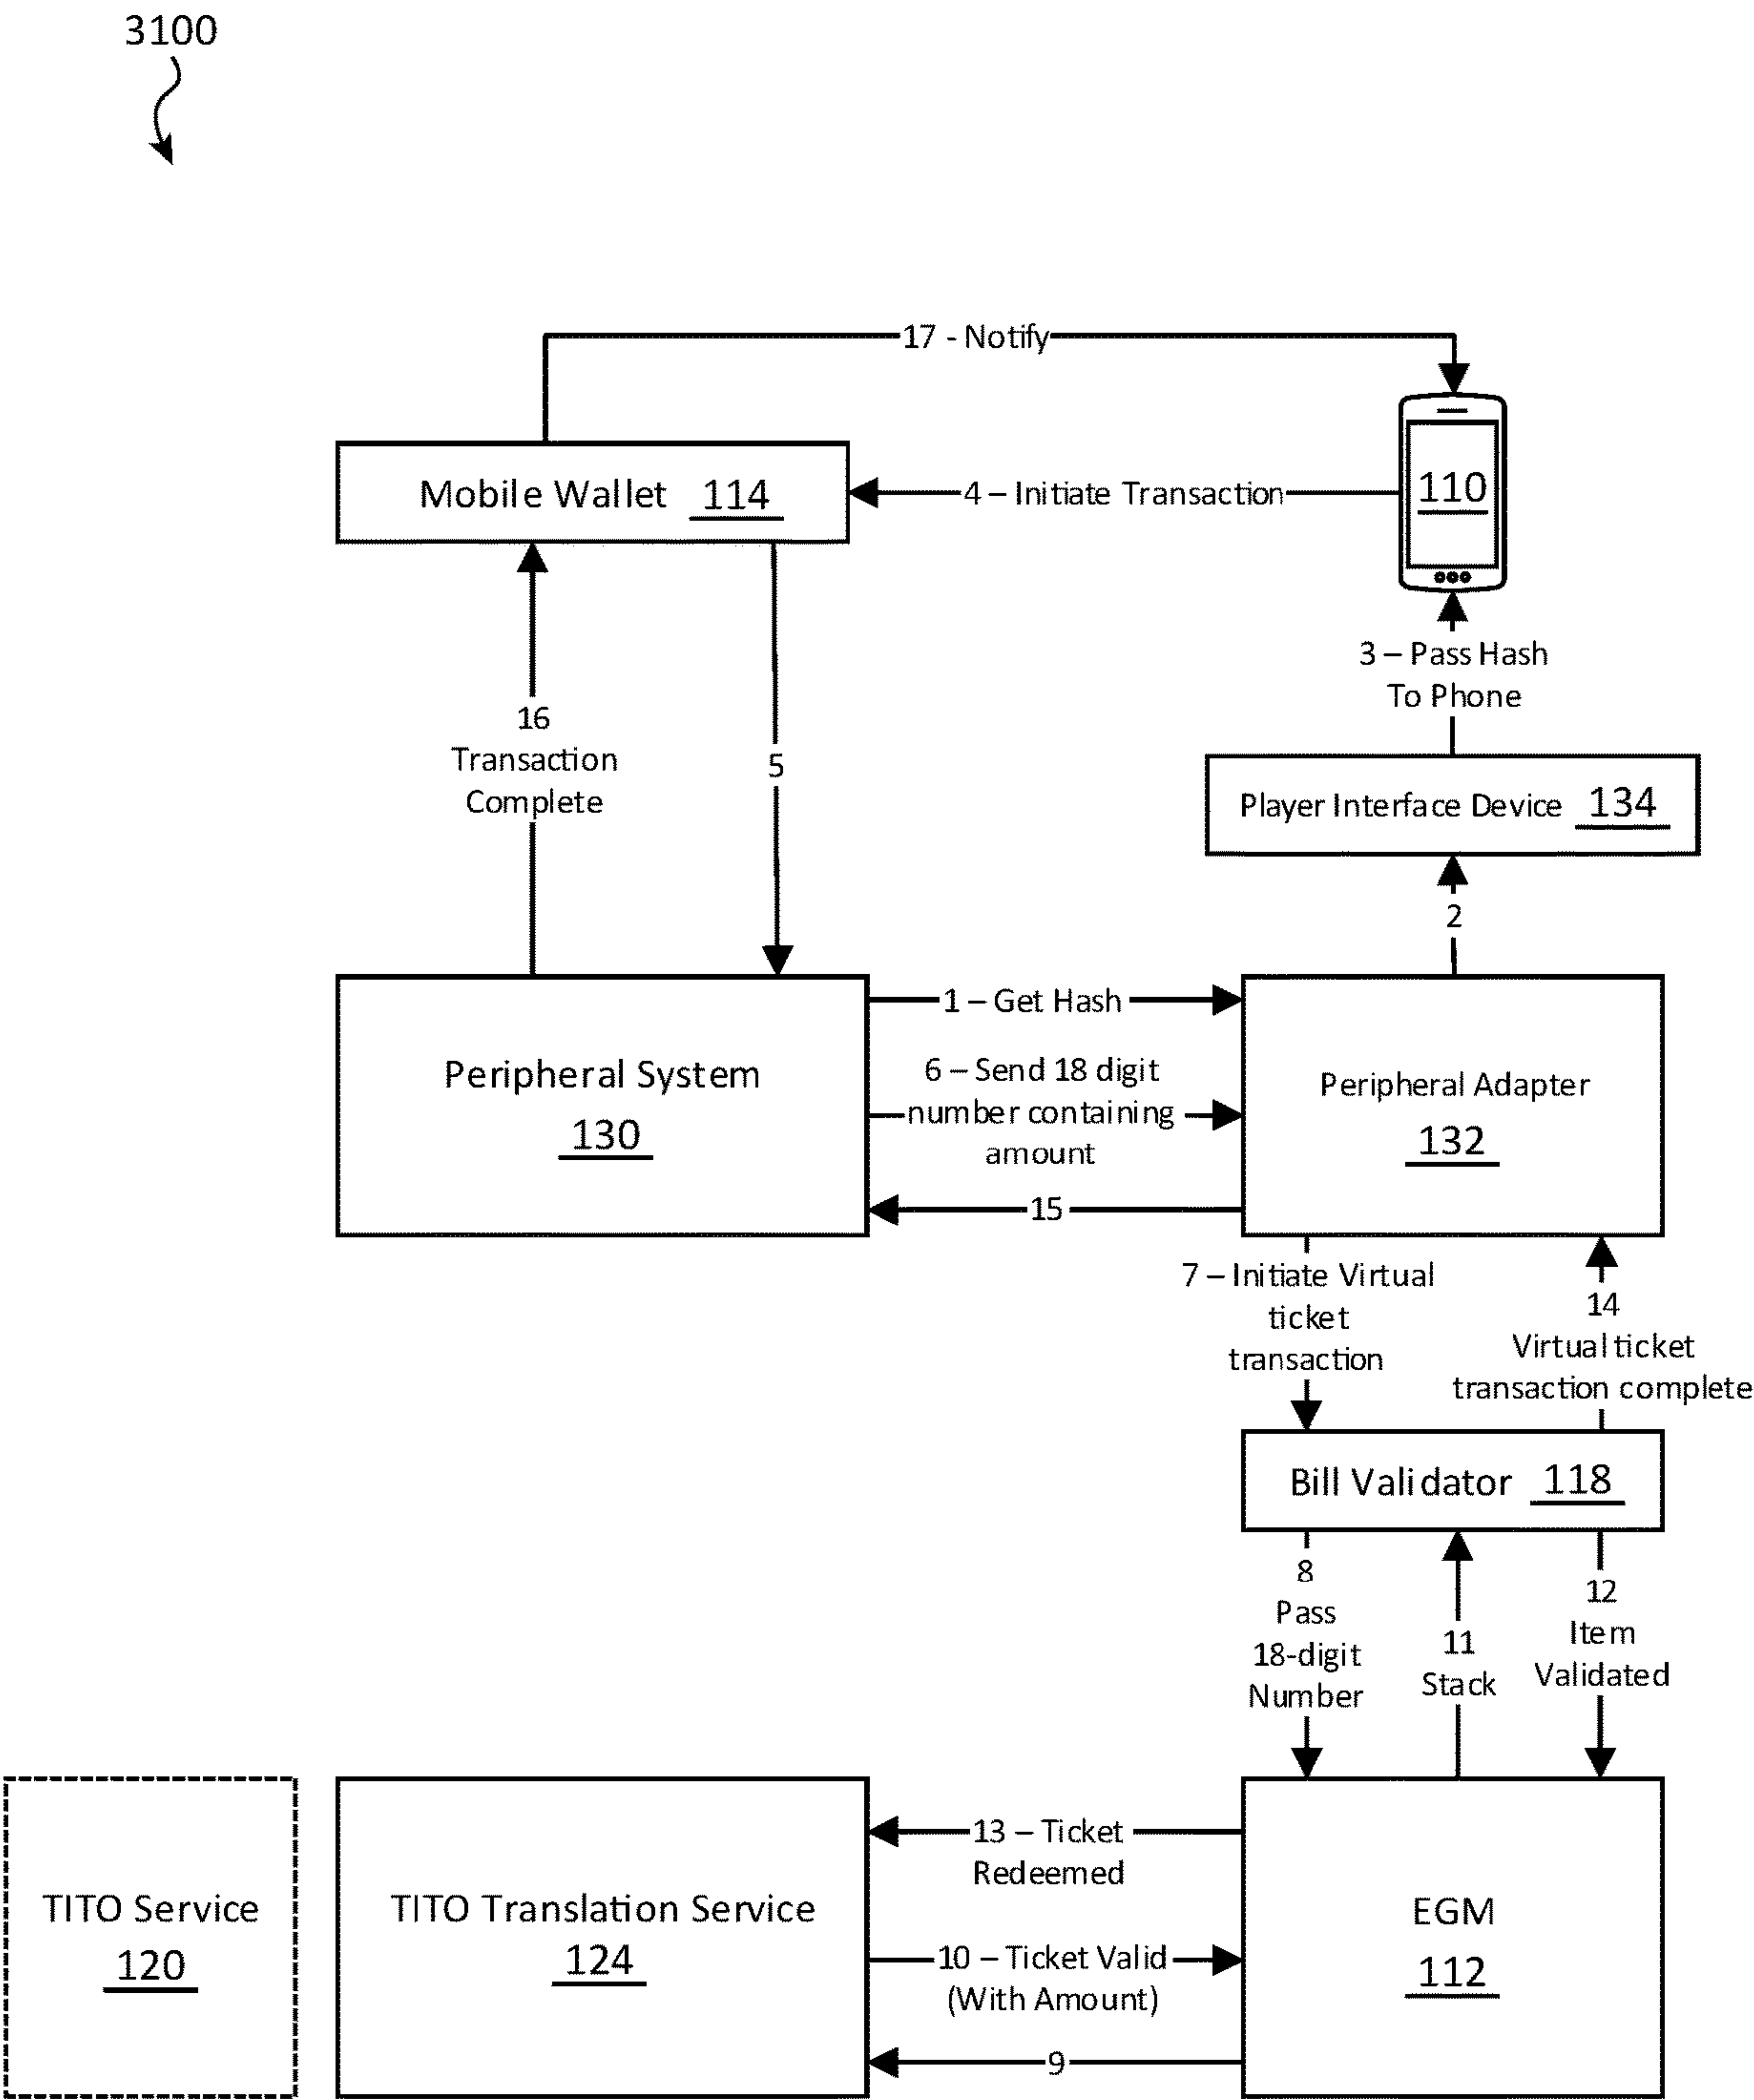 3100
17 - Notify
Mobile Wallet 114
4 – Initiate Transaction
110
3 – Pass Hash
To Phone
16
Transaction
Complete
5
Player Interface Device 134
2
1 – Get Hash
Peripheral System
130
6 – Send 18 digit
number containing
amount
Peripheral Adapter
132
15
7 – Initiate Virtual
ticket
transaction
14
Virtual ticket
transaction complete
Bill Validator 118
8
Pass
18-digit
Number
11
Stack
12
Item
Validated
13 – Ticket
Redeemed
TITO Service
120
TITO Translation Service
124
EGM
112
10 – Ticket Valid
(With Amount)
9